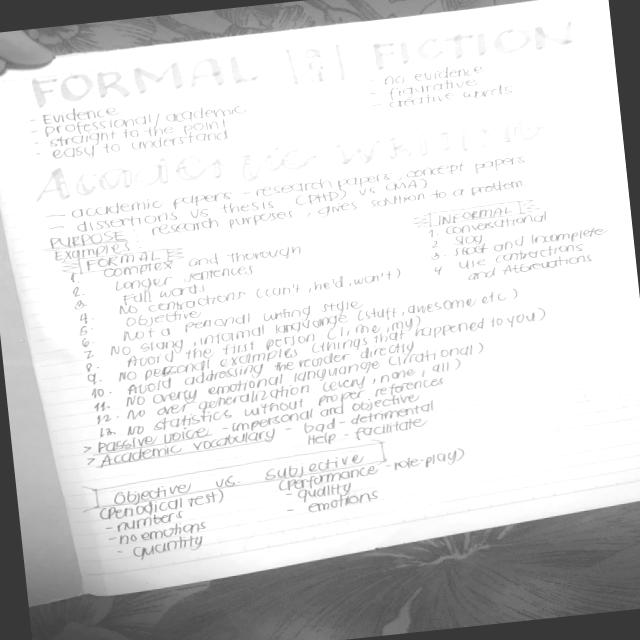 FORMAL |&| FICTION
- Evidence
- professional/academic
- straight to the point
- easy to understand
- no evidence
- figurative
- creative words
Academic Writing
- academic papers - research papers, concept papers
- dissertations vs thesis (PHD) vs (MA)
PURPOSE: research purposes, gives solution to a problem
Examples:
FORMAL
1. Complex and thorough
2. Longer sentences
3. Full words
4. No contractions (can't, he'd, won't)
5. Objective
6. Not a personal writing style
7. No slang, informal language (stuff, awesome etc)
8. Avoid the first person (I, me, my)
9. No personal examples (things that happened to you)
10. Avoid addressing the reader directly
11. No overly emotional languange (irrational)
12. No over generalization (every, none, all)
13. No statistics without proper references
> Passive voice - impersonal and objective
> Academic Vocabulary - bad - detrimental
Help - facilitate
INFORMAL
1. conversational
2. slang
3. short and Incomplete
4. use contractions
and Abbreviations
Objective vs. Subjective
(periodical test)
- numbers
- no emotions
- quantity
(Performance - role-play)
- quality
- emotions